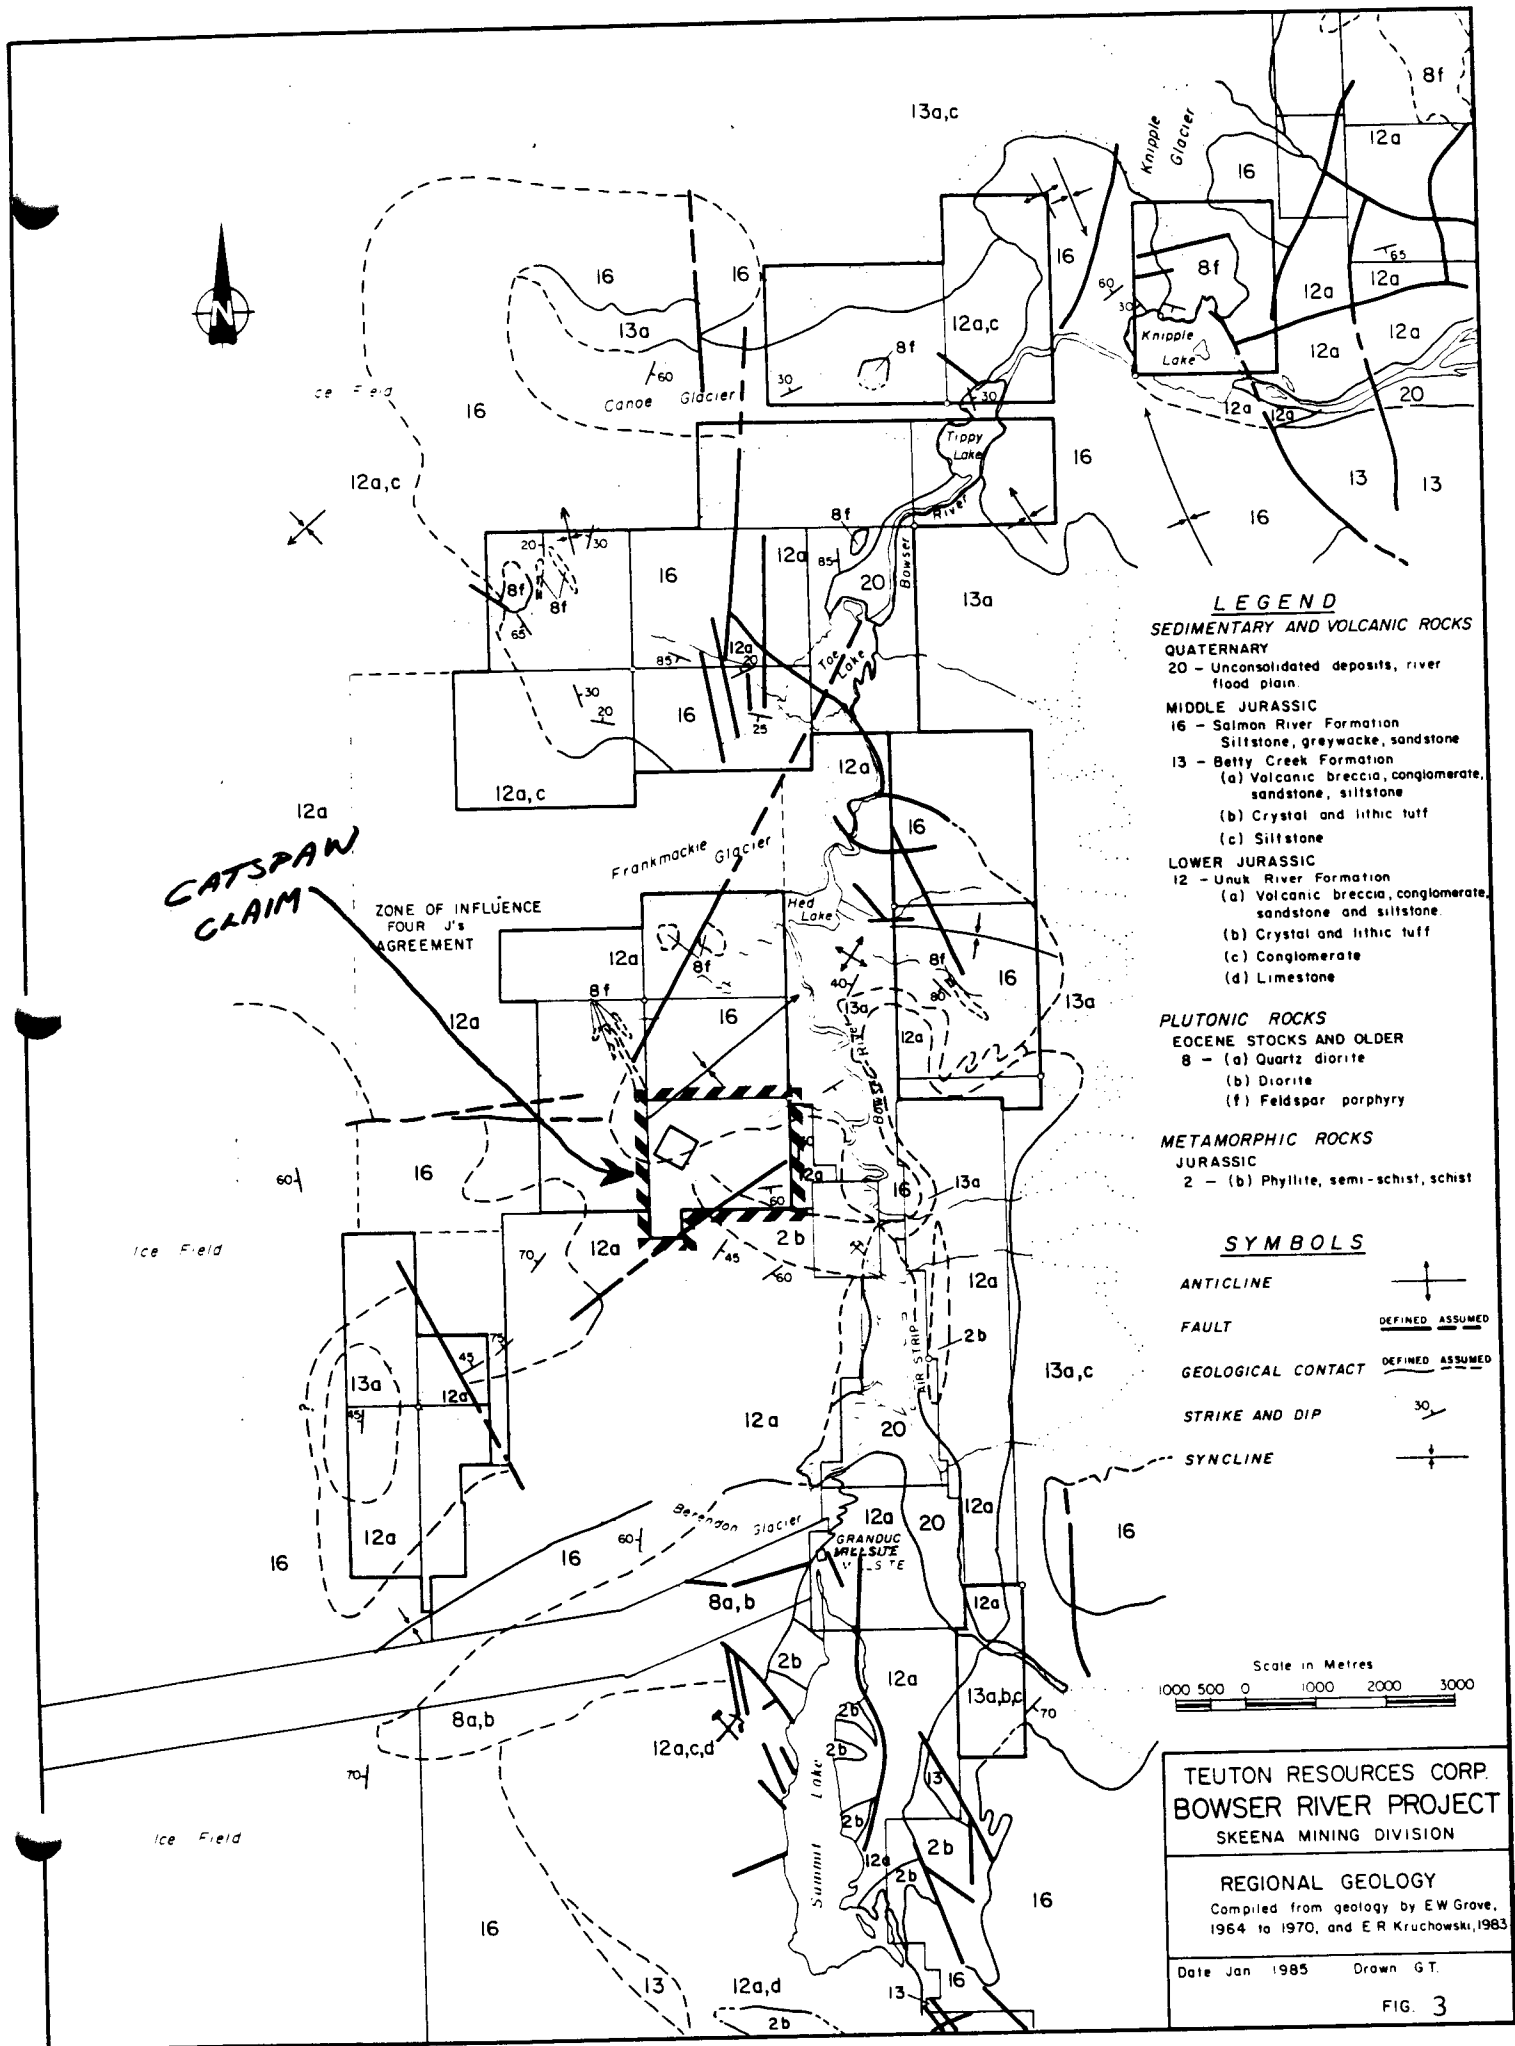 13a,c
Knipple
Glacier
8f
12a
16
16
16
16
65
13a
12a,c
60
30
8f
12a
12a
Knipple
Lake
12a
12a
8f
60
30
30
Ice Field
16
Canoe Glacier
12a
12a
20
Tippy
Lake
16
12a,c
13
13
16
River
8f
20
30
12a
85
16
20
Bowser
13a
8f
8f
65
12a
20
85
Toe
Lake
30
20
16
25
12a
12a,c
12a
16
Frankmackie
Glacier
CATSPAW
CLAIM
ZONE OF INFLUENCE
FOUR J's
AGREEMENT
Hed
Lake
12a
8f
8f
40
80
16
13a
8f
12a
16
13a
12a
River
Bowser
60
16
12a
16
13a
60
Ice Field
70
12a
2b
45
60
12a
AIR STRIP
2b
75
45
13a
12a
45
?
13a,c
12a
20
12a
Berendon Glacier
12a
20
12a
16
60
16
16
GRANDUC
MILLSITE
8a,b
12a
2b
12a
13a,b,c
70
8a,b
2b
12a,c,d
2b
70
13
Summit Lake
2b
2b
12a
2b
Ice Field
16
16
13
12a,d
2b
13
16
N
LEGEND
SEDIMENTARY AND VOLCANIC ROCKS
QUATERNARY
20 – Unconsolidated deposits, river
flood plain.
MIDDLE JURASSIC
16 – Salmon River Formation
Siltstone, greywacke, sandstone
13 – Betty Creek Formation
(a) Volcanic breccia, conglomerate,
sandstone, siltstone
(b) Crystal and lithic tuff
(c) Siltstone
LOWER JURASSIC
12 – Unuk River Formation
(a) Volcanic breccia, conglomerate,
sandstone and siltstone.
(b) Crystal and lithic tuff
(c) Conglomerate
(d) Limestone
PLUTONIC ROCKS
EOCENE STOCKS AND OLDER
8 – (a) Quartz diorite
(b) Diorite
(f) Feldspar porphyry
METAMORPHIC ROCKS
JURASSIC
2 – (b) Phyllite, semi-schist, schist
SYMBOLS
ANTICLINE
FAULT DEFINED ASSUMED
GEOLOGICAL CONTACT DEFINED ASSUMED
STRIKE AND DIP 30
SYNCLINE
Scale in Metres
1000 500 0 1000 2000 3000
TEUTON RESOURCES CORP.
BOWSER RIVER PROJECT
SKEENA MINING DIVISION
REGIONAL GEOLOGY
Compiled from geology by E W Grove,
1964 to 1970, and E R Kruchowski, 1983
Date Jan 1985 Drawn G T.
FIG. 3